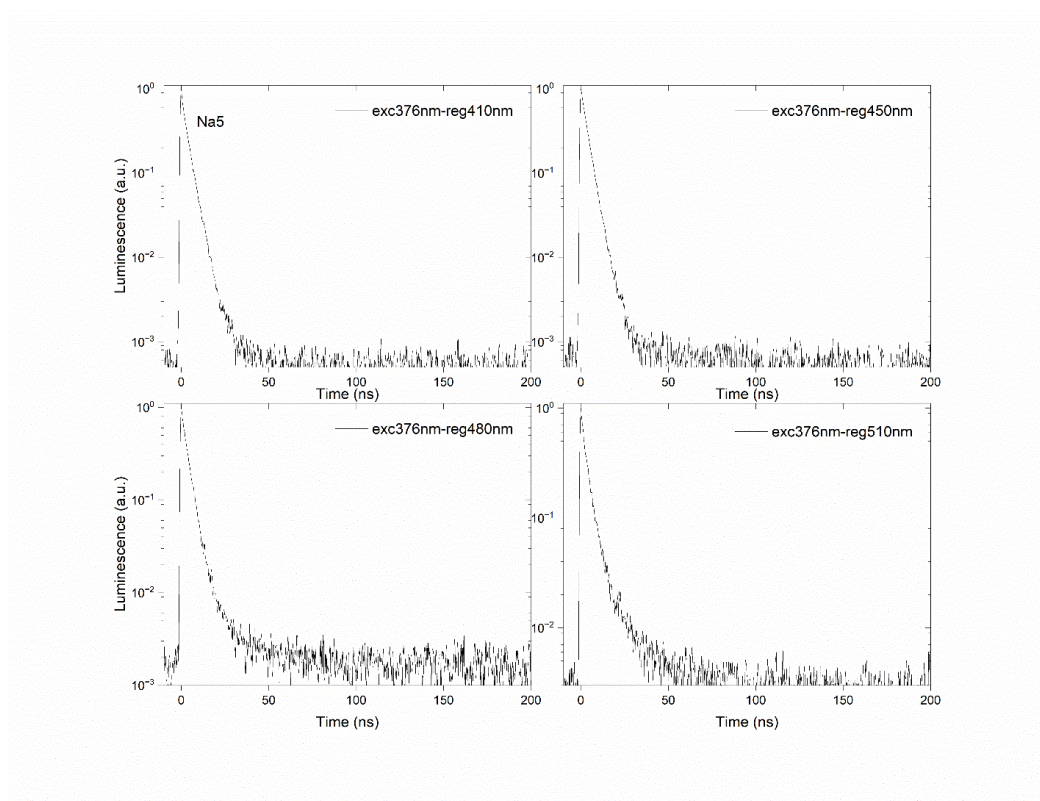 exc376nm-reg410nm
Na5
10⁰
10⁻¹
10⁻²
10⁻³
Luminescence (a.u.)
0 50 100 150 200
Time (ns)
exc376nm-reg450nm
10⁰
10⁻¹
10⁻²
10⁻³
0 50 100 150 200
Time (ns)
exc376nm-reg480nm
10⁰
10⁻¹
10⁻²
10⁻³
Luminescence (a.u.)
0 50 100 150 200
Time (ns)
exc376nm-reg510nm
10⁰
10⁻¹
10⁻²
0 50 100 150 200
Time (ns)